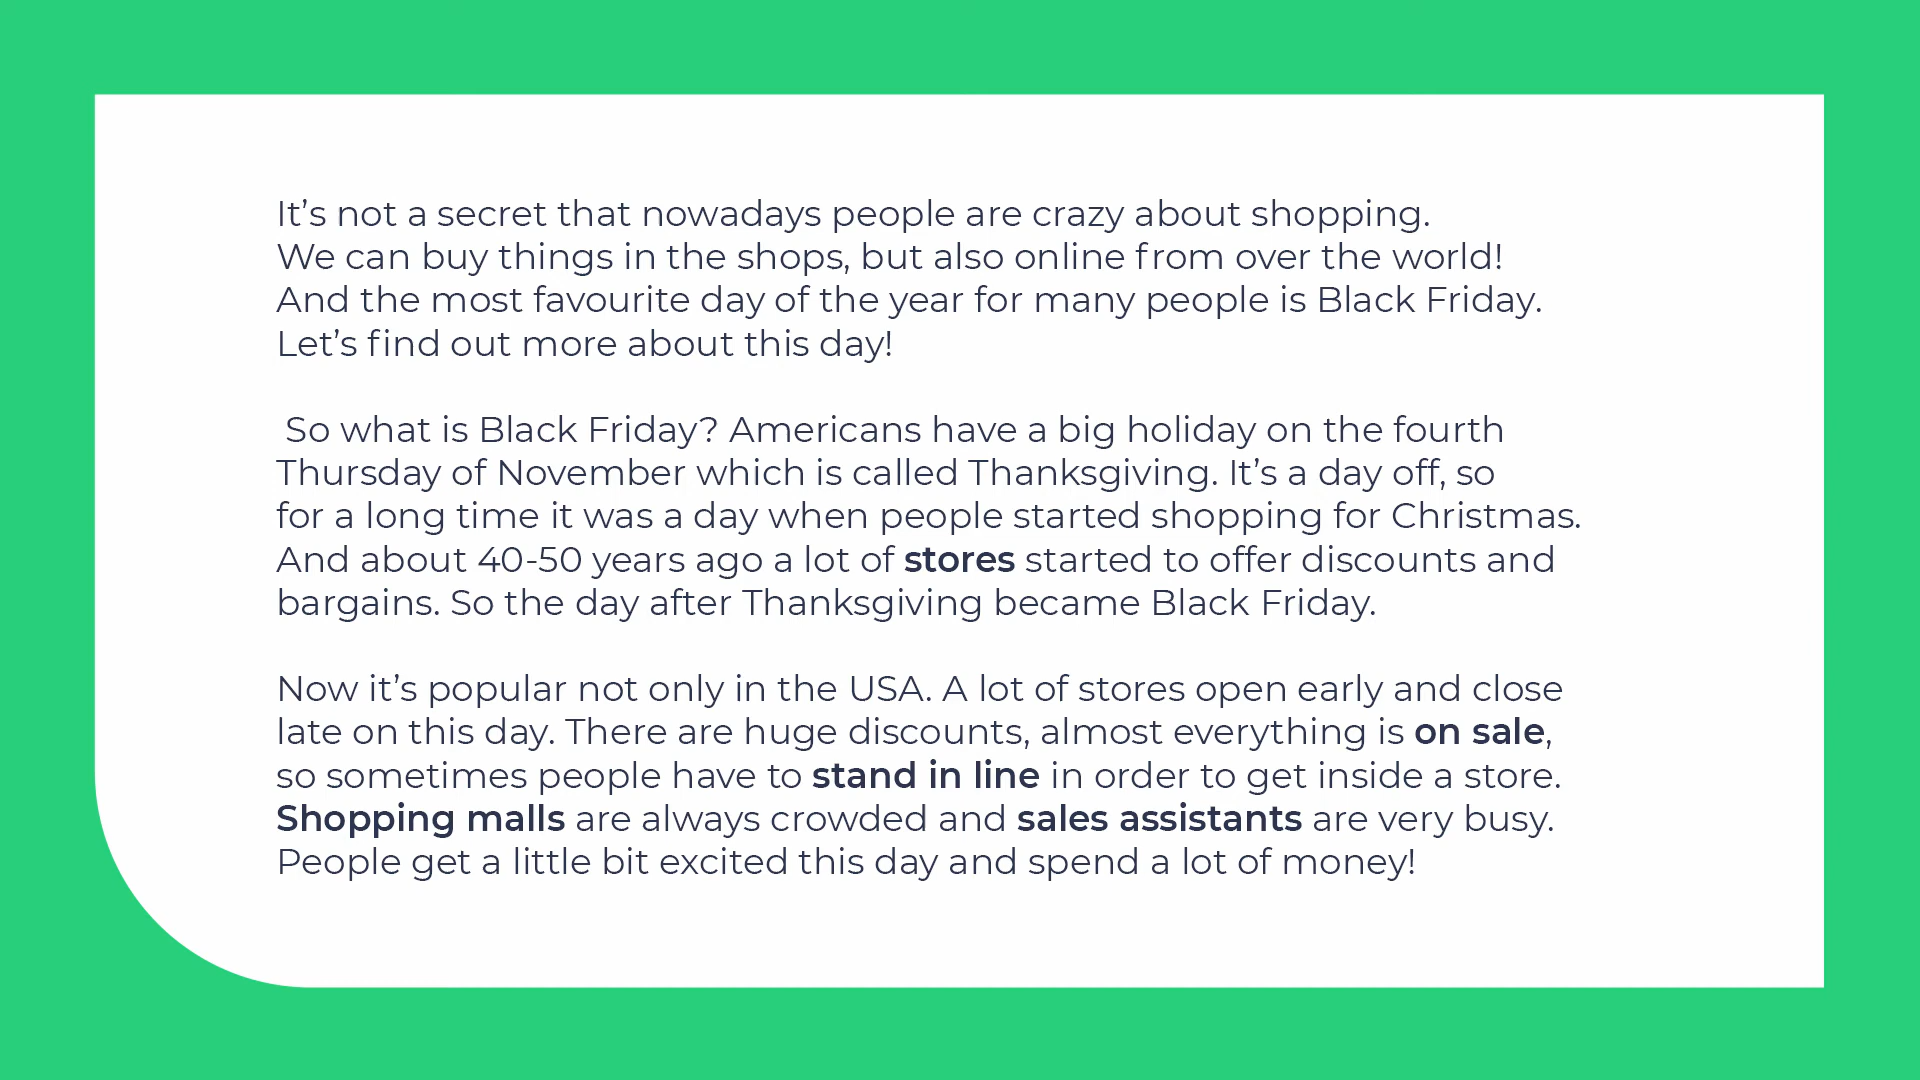 It’s not a secret that nowadays people are crazy about shopping.
We can buy things in the shops, but also online from over the world!
And the most favourite day of the year for many people is Black Friday.
Let’s find out more about this day!
So what is Black Friday? Americans have a big holiday on the fourth
Thursday of November which is called Thanksgiving. It’s a day off, so
for a long time it was a day when people started shopping for Christmas.
And about 40-50 years ago a lot of stores started to offer discounts and
bargains. So the day after Thanksgiving became Black Friday.
Now it’s popular not only in the USA. A lot of stores open early and close
late on this day. There are huge discounts, almost everything is on sale,
so sometimes people have to stand in line in order to get inside a store.
Shopping malls are always crowded and sales assistants are very busy.
People get a little bit excited this day and spend a lot of money!